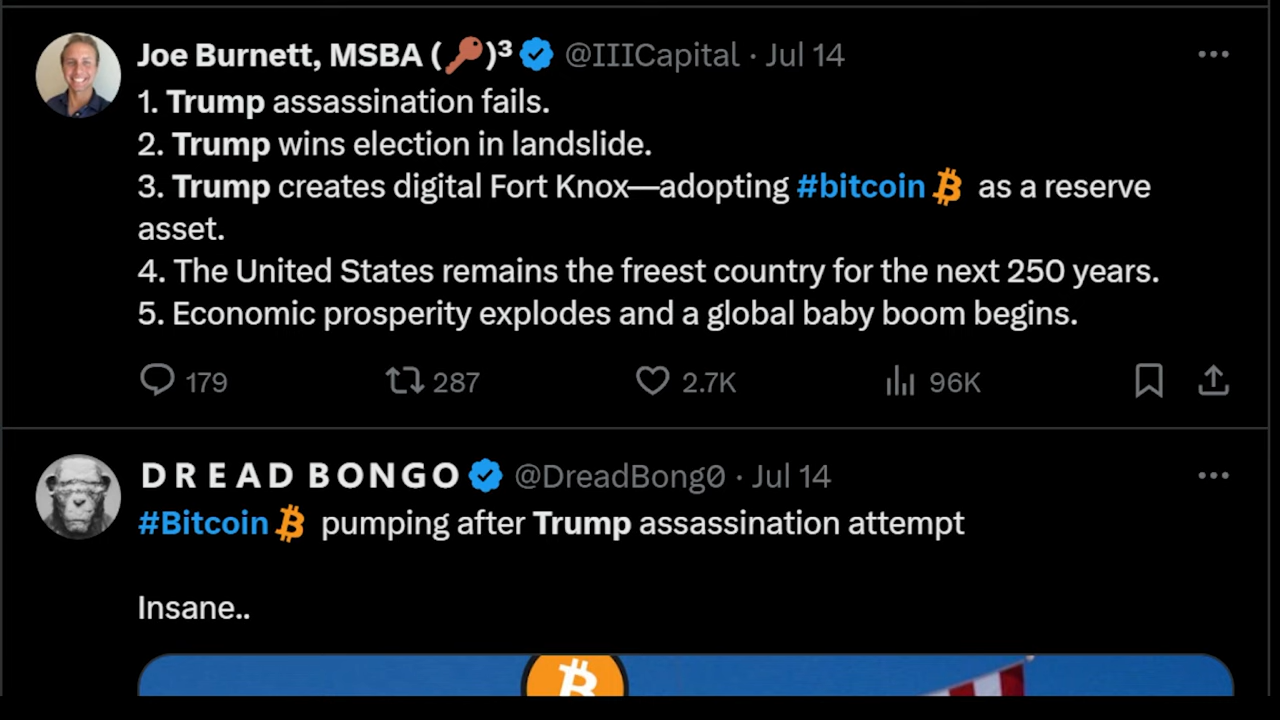 Joe Burnett, MSBA (🔑)³ @IIICapital · Jul 14
1. Trump assassination fails.
2. Trump wins election in landslide.
3. Trump creates digital Fort Knox—adopting #bitcoin as a reserve
asset.
4. The United States remains the freest country for the next 250 years.
5. Economic prosperity explodes and a global baby boom begins.
179 287 2.7K 96K
D R E A D BONGO @DreadBong0 · Jul 14
#Bitcoin pumping after Trump assassination attempt
Insane..